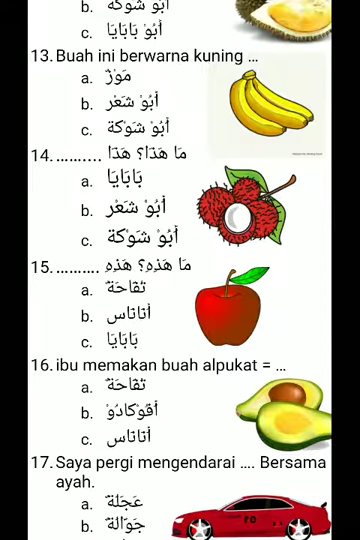 b. أَبُوْ شَوْكَة
c. أَبُوْ بَابَايَا
13. Buah ini berwarna kuning ...
a. مَوْزٌ
b. أَبُوْ شَعْر
c. أَبُوْ شَوْكَة
14. .......... مَا هَذَا؟ هَذَا
a. بَابَايَا
b. أَبُوْ شَعْر
c. أَبُوْ شَوْكَة
15. .......... مَا هَذِهِ؟ هَذِهِ
a. تُفَّاحَةٌ
b. أَنَانَاس
c. بَابَايَا
16. ibu memakan buah alpukat = ...
a. تُفَّاحَةٌ
b. أَفْوَكَادُوْ
c. أَنَانَاس
17. Saya pergi mengendarai .... Bersama
ayah.
a. عَجَلَةٌ
b. جَوَّالَةٌ